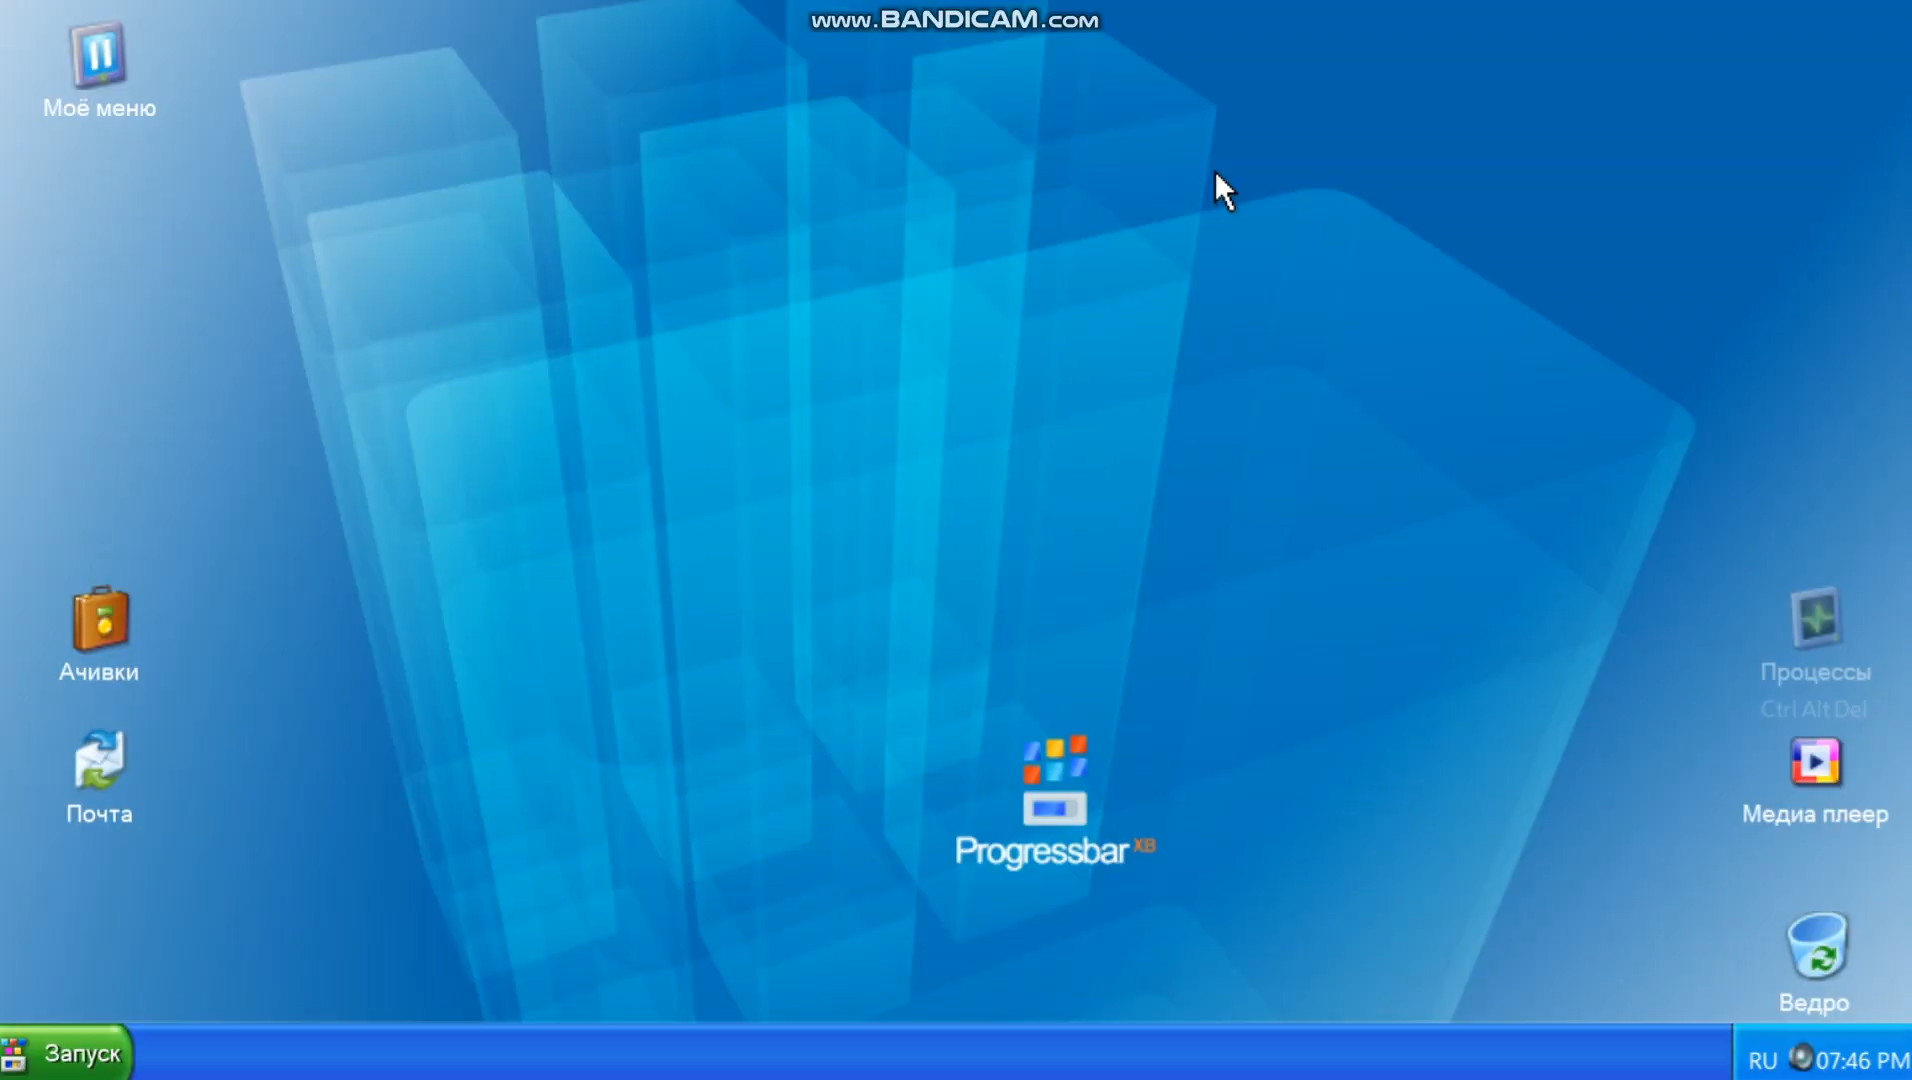 www.BANDICAM.com
Моё меню
Ачивки
Почта
Процессы
Ctrl Alt Del
Медиа плеер
Progressbar XB
Ведро
Запуск
RU 07:46 PM